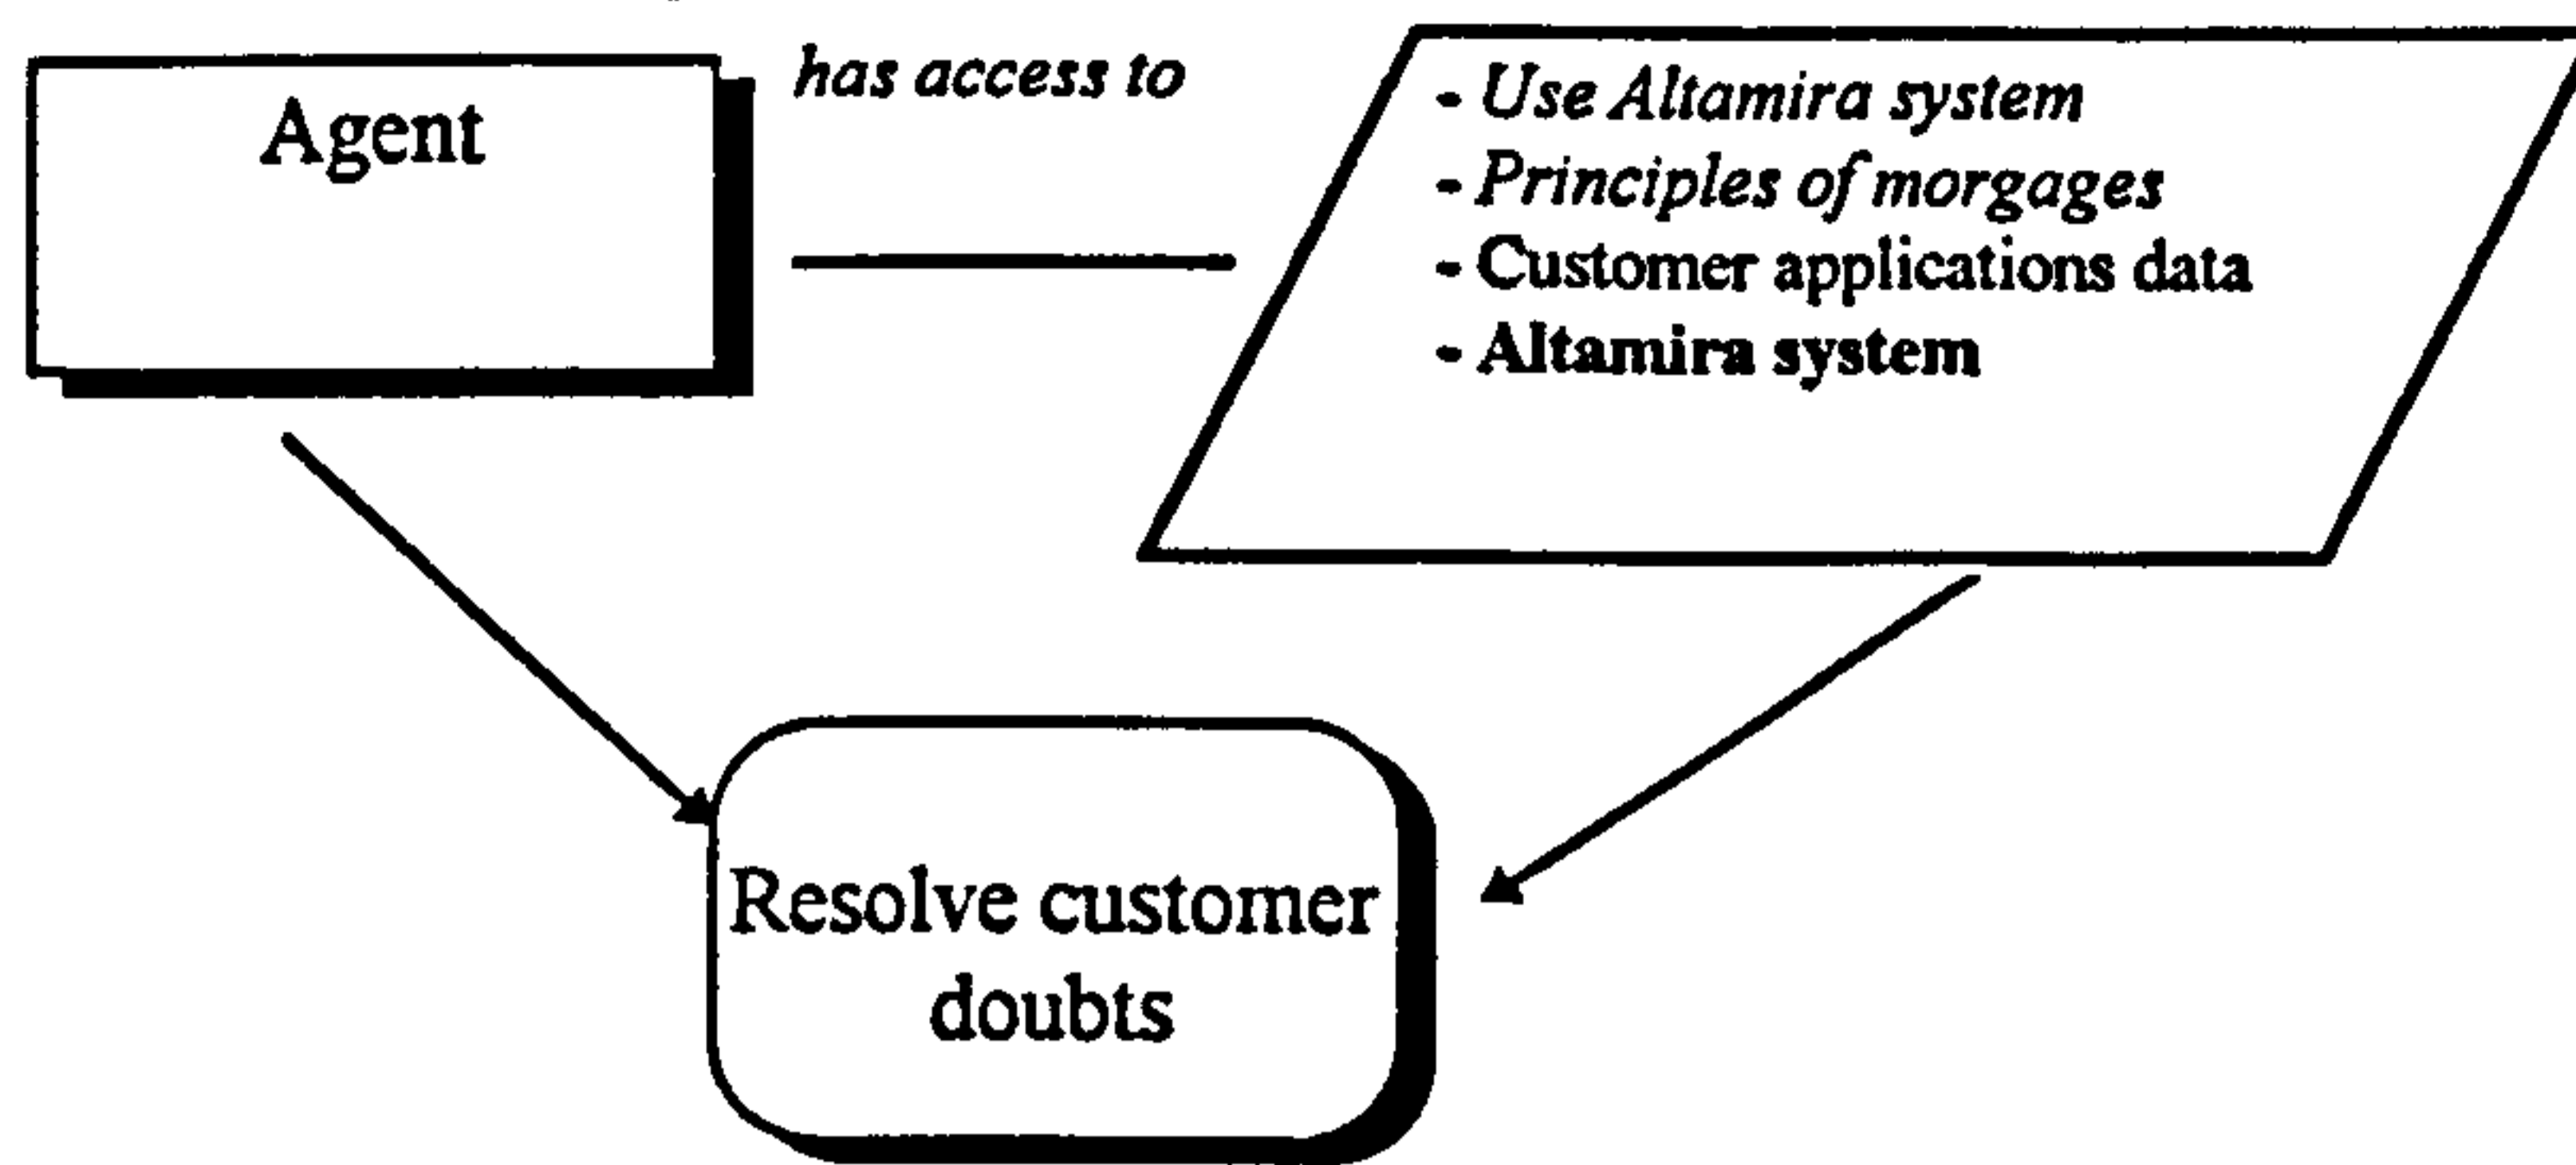 Agent
has access to
- Use Altamira system
- Principles of morgages
- Customer applications data
- Altamira system
Resolve customer
doubts